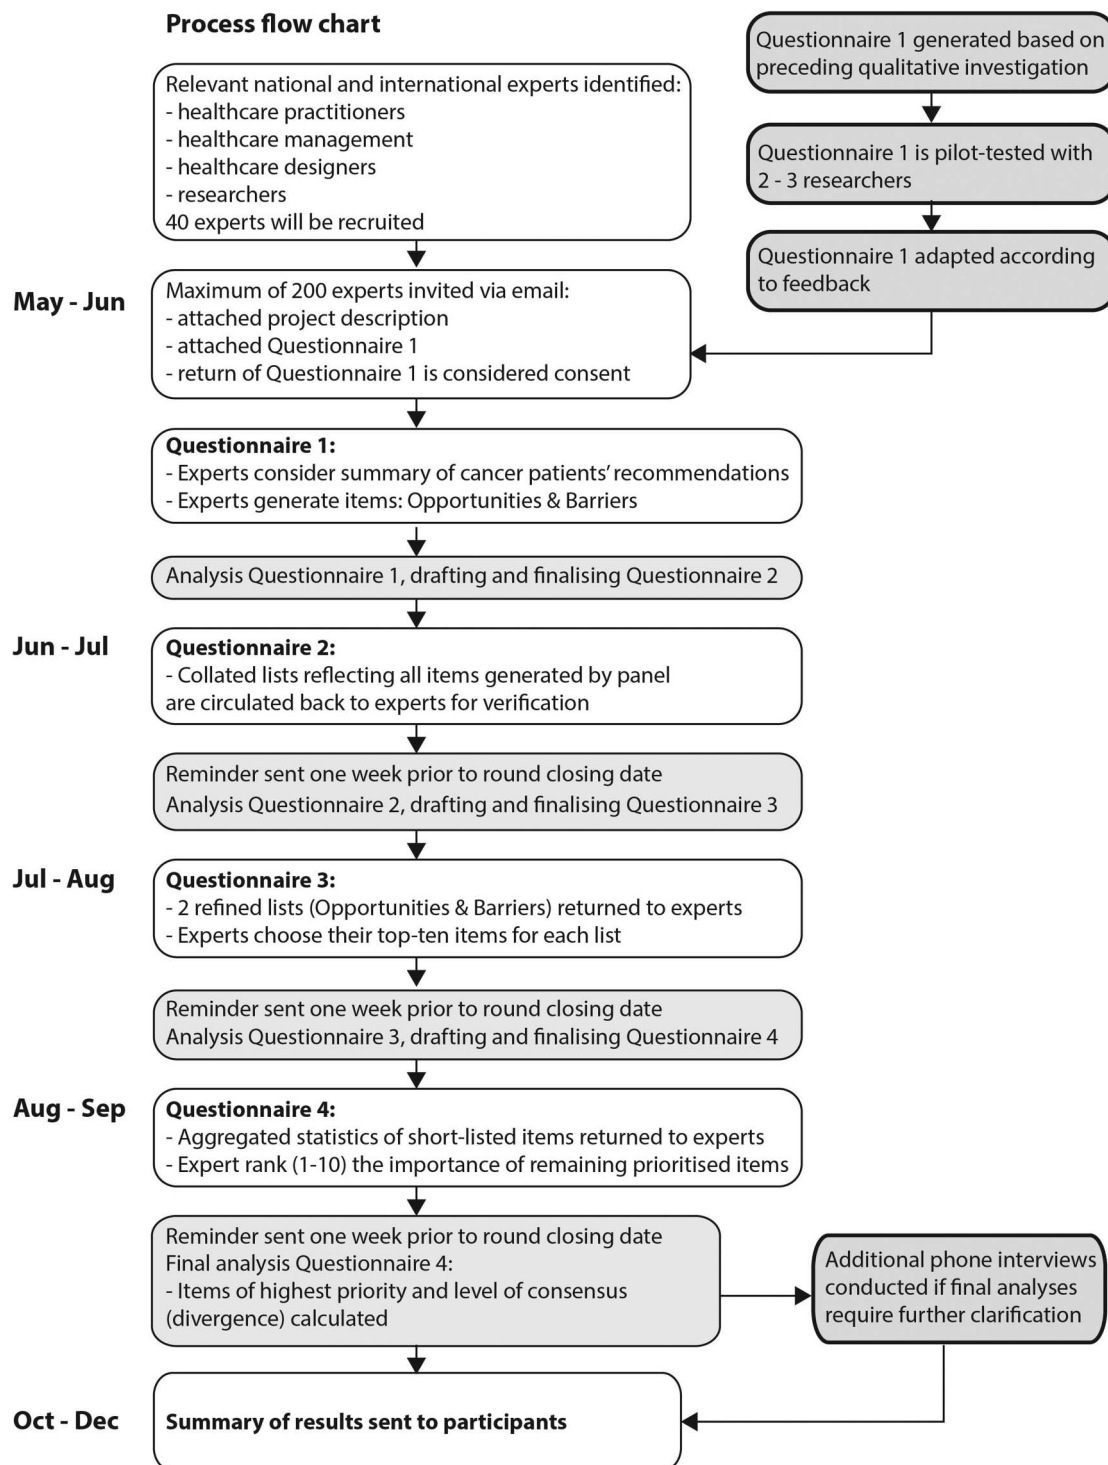 Process flow chart
Relevant national and international experts identified:
- healthcare practitioners
- healthcare management
- healthcare designers
- researchers
40 experts will be recruited
Questionnaire 1 generated based on
preceding qualitative investigation
Questionnaire 1 is pilot-tested with
2 - 3 researchers
Questionnaire 1 adapted according
to feedback
May - Jun
Maximum of 200 experts invited via email:
- attached project description
- attached Questionnaire 1
- return of Questionnaire 1 is considered consent
Questionnaire 1:
- Experts consider summary of cancer patients' recommendations
- Experts generate items: Opportunities & Barriers
Analysis Questionnaire 1, drafting and finalising Questionnaire 2
Jun - Jul
Questionnaire 2:
- Collated lists reflecting all items generated by panel
are circulated back to experts for verification
Reminder sent one week prior to round closing date
Analysis Questionnaire 2, drafting and finalising Questionnaire 3
Jul - Aug
Questionnaire 3:
- 2 refined lists (Opportunities & Barriers) returned to experts
- Experts choose their top-ten items for each list
Reminder sent one week prior to round closing date
Analysis Questionnaire 3, drafting and finalising Questionnaire 4
Aug - Sep
Questionnaire 4:
- Aggregated statistics of short-listed items returned to experts
- Expert rank (1-10) the importance of remaining prioritised items
Reminder sent one week prior to round closing date
Final analysis Questionnaire 4:
- Items of highest priority and level of consensus
(divergence) calculated
Additional phone interviews
conducted if final analyses
require further clarification
Oct - Dec
Summary of results sent to participants